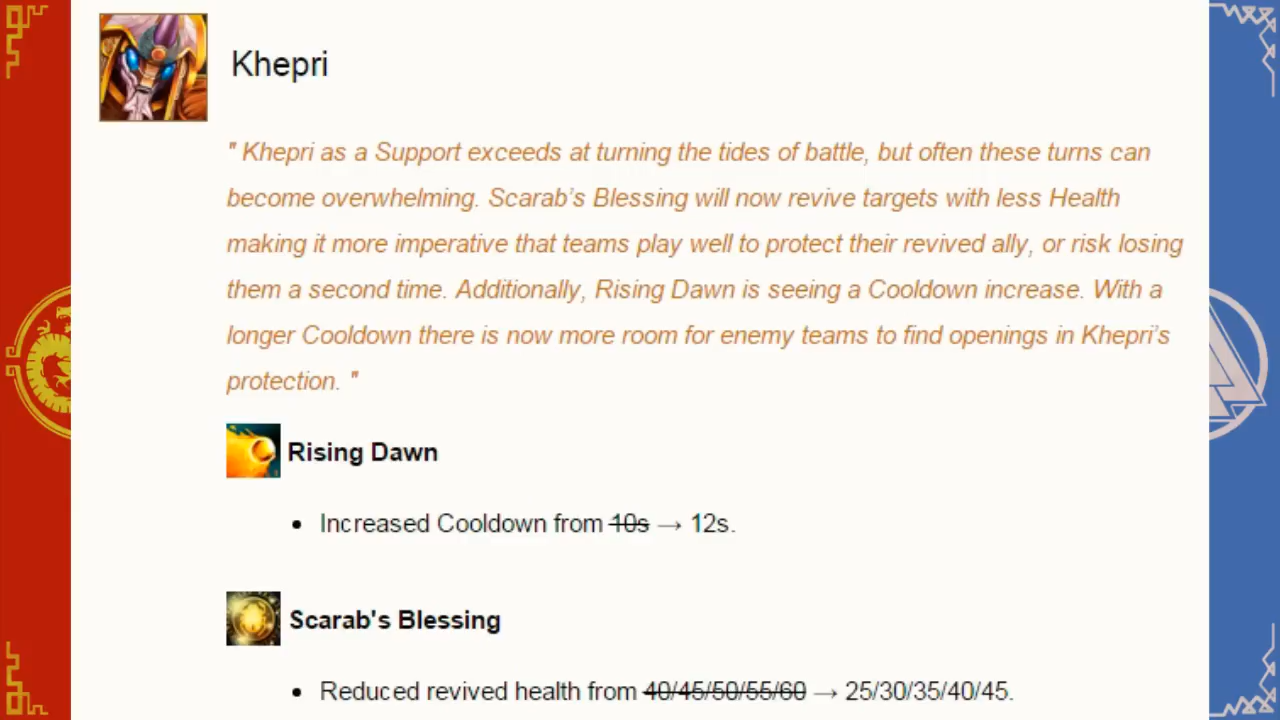 Khepri
" Khepri as a Support exceeds at turning the tides of battle, but often these turns can
become overwhelming. Scarab’s Blessing will now revive targets with less Health
making it more imperative that teams play well to protect their revived ally, or risk losing
them a second time. Additionally, Rising Dawn is seeing a Cooldown increase. With a
longer Cooldown there is now more room for enemy teams to find openings in Khepri’s
protection. "
Rising Dawn
• Increased Cooldown from 10s → 12s.
Scarab's Blessing
• Reduced revived health from 40/45/50/55/60 → 25/30/35/40/45.